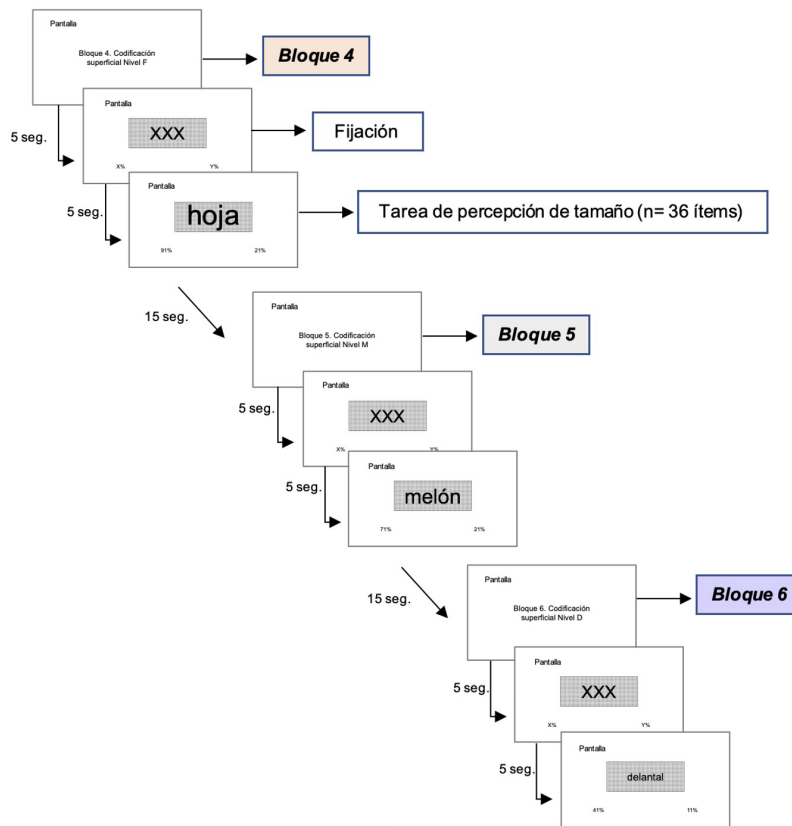 Pantalla
Bloque 4. Codificación
superficial Nivel F
Bloque 4
5 seg.
Pantalla
XXX
X% Y%
Fijación
5 seg.
Pantalla
hoja
91% 21%
Tarea de percepción de tamaño (n= 36 ítems)
15 seg.
Pantalla
Bloque 5. Codificación
superficial Nivel M
Bloque 5
5 seg.
Pantalla
XXX
X% Y%
5 seg.
Pantalla
melón
71% 21%
15 seg.
Pantalla
Bloque 6. Codificación
superficial Nivel D
Bloque 6
5 seg.
Pantalla
XXX
X% Y%
5 seg.
Pantalla
delantal
41% 11%